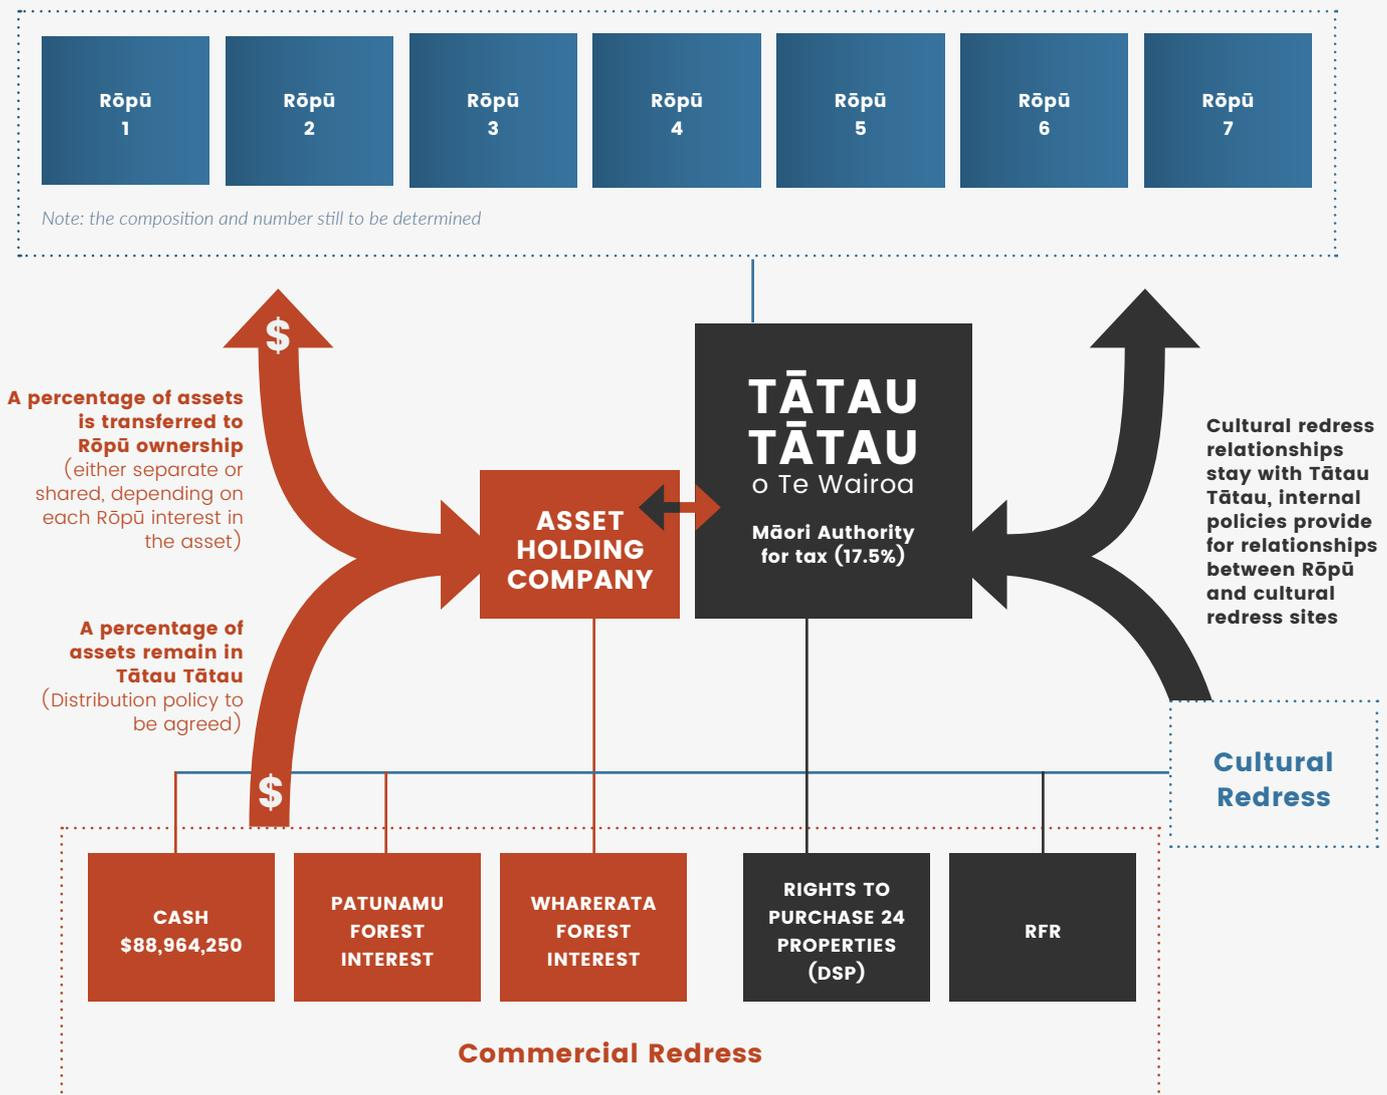 Rōpū
1
Rōpū
2
Rōpū
3
Rōpū
4
Rōpū
5
Rōpū
6
Rōpū
7
Note: the composition and number still to be determined
$
A percentage of assets
is transferred to
Rōpū ownership
(either separate or
shared, depending on
each Rōpū interest in
the asset)
A percentage of
assets remain in
Tātau Tātau
(Distribution policy to
be agreed)
$
ASSET
HOLDING
COMPANY
TĀTAU
TĀTAU
o Te Wairoa
Māori Authority
for tax (17.5%)
Cultural redress
relationships
stay with Tātau
Tātau, internal
policies provide
for relationships
between Rōpū
and cultural
redress sites
Cultural
Redress
CASH
$88,964,250
PATUNAMU
FOREST
INTEREST
WHARERATA
FOREST
INTEREST
RIGHTS TO
PURCHASE 24
PROPERTIES
(DSP)
RFR
Commercial Redress